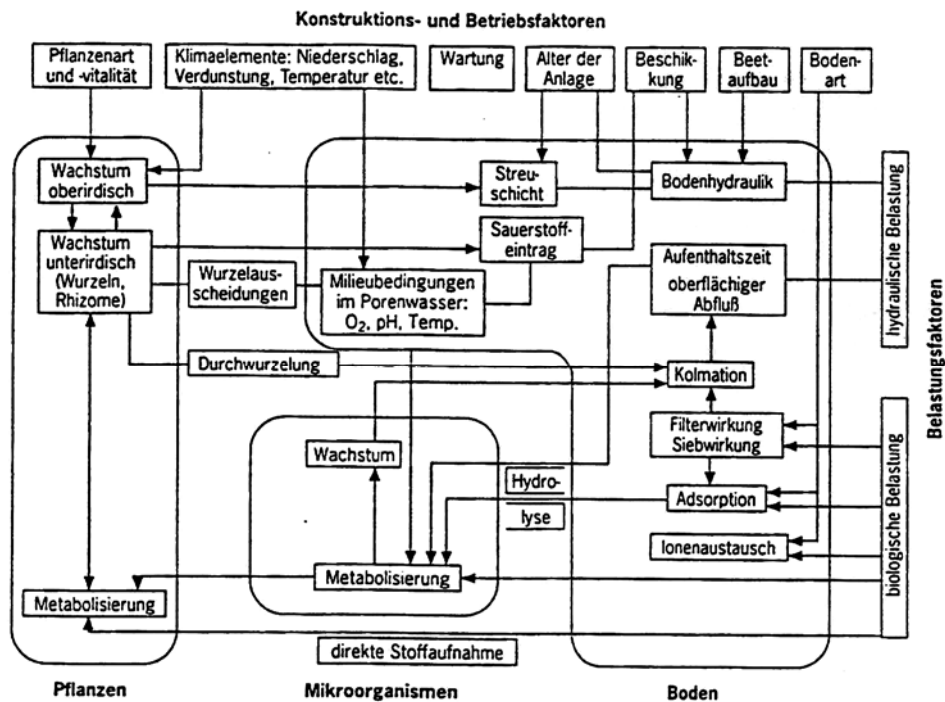 Konstruktions- und Betriebsfaktoren
Pflanzenart
und -vitalität
Klimaelemente: Niederschlag,
Verdunstung, Temperatur etc.
Wartung
Alter der
Anlage
Beschik-
kung
Beet-
aufbau
Boden-
art
Wachstum
oberirdisch
Streu-
schicht
Bodenhydraulik
hydraulische Belastung
Wachstum
unterirdisch
(Wurzeln,
Rhizome)
Wurzelaus-
scheidungen
Sauerstoff-
eintrag
Milieubedingungen
im Porenwasser:
O₂, pH, Temp.
Aufenthaltszeit
oberflächiger
Abfluß
Durchwurzelung
Kolmation
Belastungsfaktoren
Wachstum
Filterwirkung
Siebwirkung
Hydro-
lyse
Adsorption
biologische Belastung
Ionenaustausch
Metabolisierung
Metabolisierung
direkte Stoffaufnahme
Pflanzen
Mikroorganismen
Boden